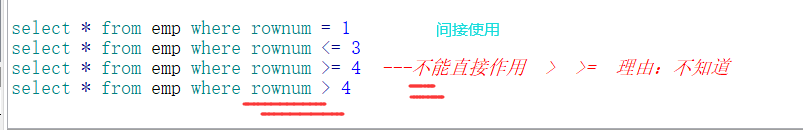 select * from emp where rownum = 1 间接使用
select * from emp where rownum <= 3
select * from emp where rownum >= 4 ---不能直接作用 > >= 理由：不知道
select * from emp where rownum > 4